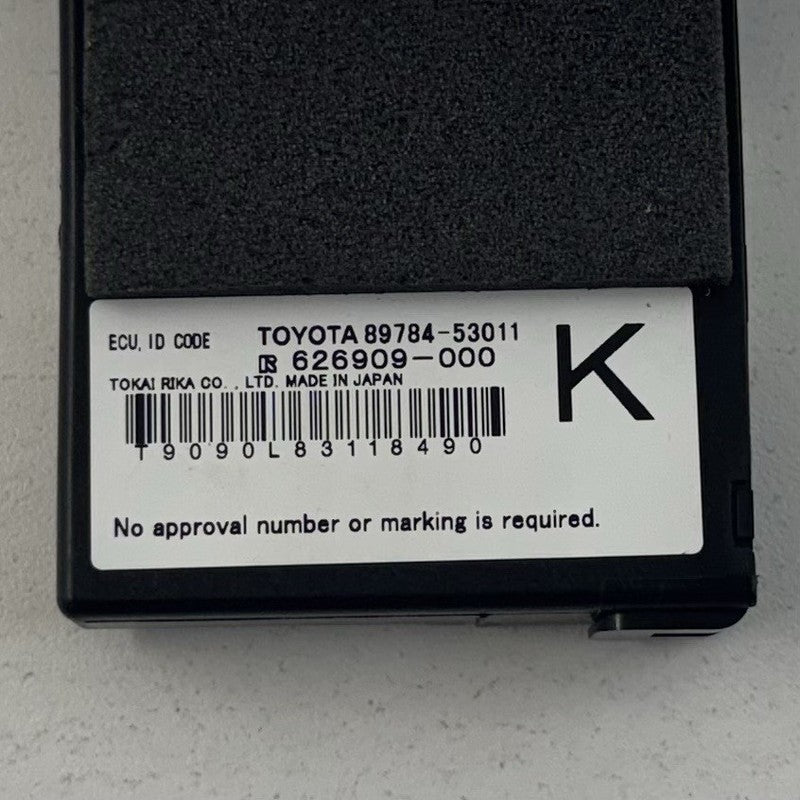 ECU, ID CODE TOYOTA 89784-53011
626909-000
K
TOKAI RIKA CO. , LTD. MADE IN JAPAN
T9090L83118490
No approval number or marking is required.